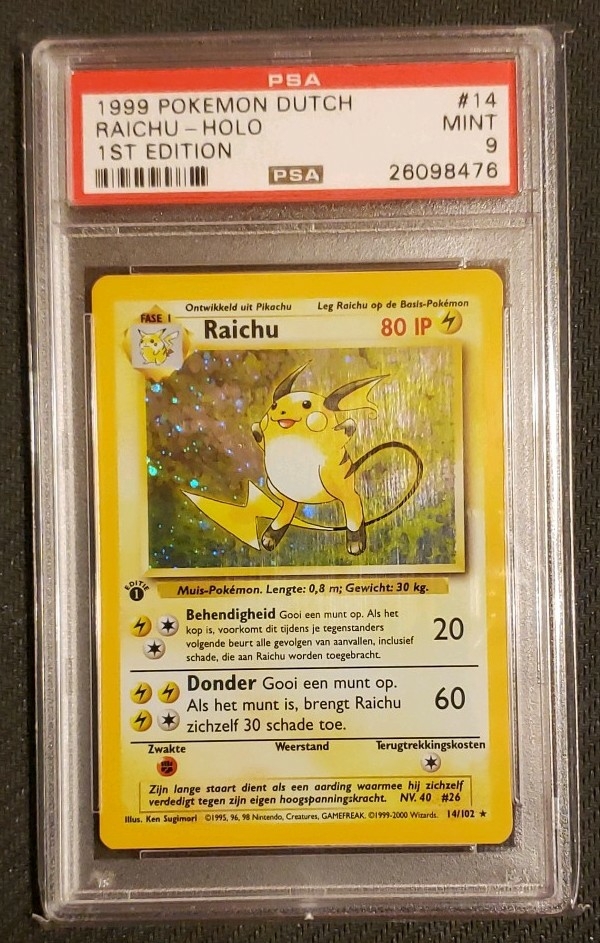 PSA
1999 POKEMON DUTCH #14
RAICHU - HOLO MINT
1ST EDITION 9
PSA 26098476
Ontwikkeld uit Pikachu Leg Raichu op de Basis-Pokémon
FASE 1
Raichu 80 IP
Muis-Pokémon. Lengte: 0,8 m; Gewicht: 30 kg.
EDITIE
1
Behendigheid Gooi een munt op. Als het
kop is, voorkomt dit tijdens je tegenstanders
volgende beurt alle gevolgen van aanvallen, inclusief
schade, die aan Raichu worden toegebracht.
20
Donder Gooi een munt op.
Als het munt is, brengt Raichu
zichzelf 30 schade toe.
60
Zwakte Weerstand Terugtrekkingskosten
Zijn lange staart dient als een aarding waarmee hij zichzelf
verdedigt tegen zijn eigen hoogspanningskracht. NV. 40 #26
Illus. Ken Sugimori ©1995, 96, 98 Nintendo, Creatures, GAMEFREAK. ©1999-2000 Wizards. 14/102 ★